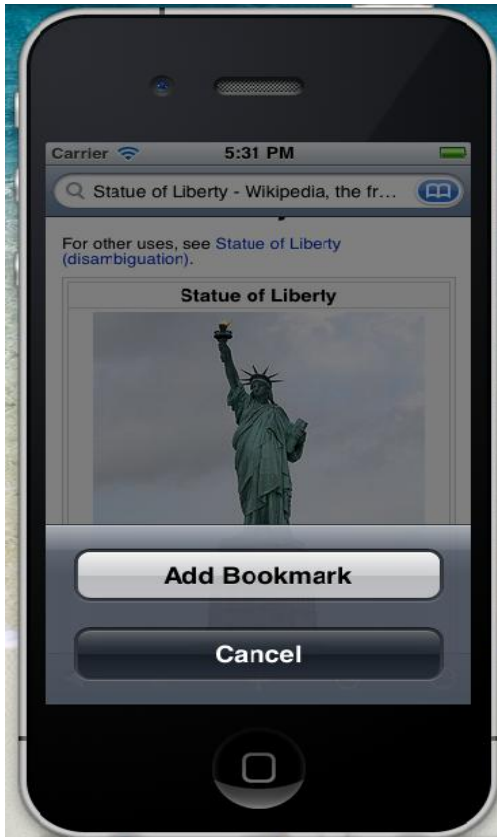 Carrier 5:31 PM
Statue of Liberty - Wikipedia, the fr...
For other uses, see Statue of Liberty
(disambiguation).
Statue of Liberty
Add Bookmark
Cancel